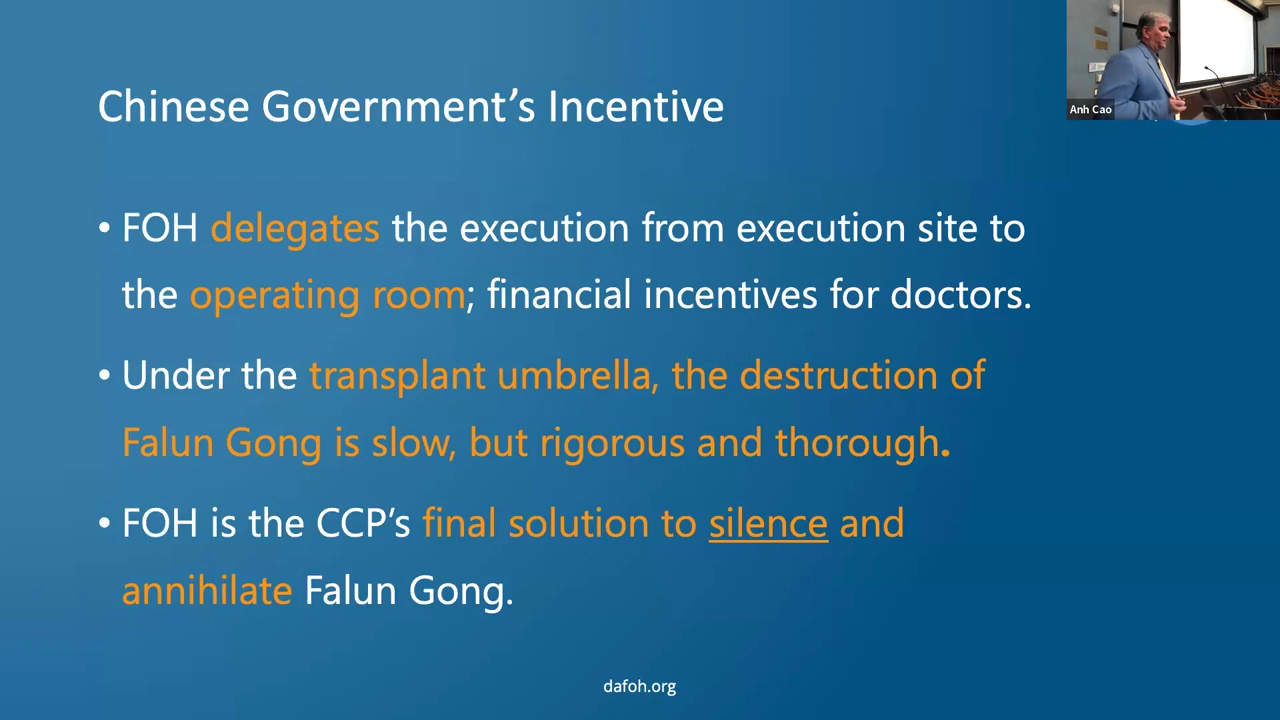 Anh Cao
Chinese Government’s Incentive
• FOH delegates the execution from execution site to
the operating room; financial incentives for doctors.
• Under the transplant umbrella, the destruction of
Falun Gong is slow, but rigorous and thorough.
• FOH is the CCP’s final solution to silence and
annihilate Falun Gong.
dafoh.org